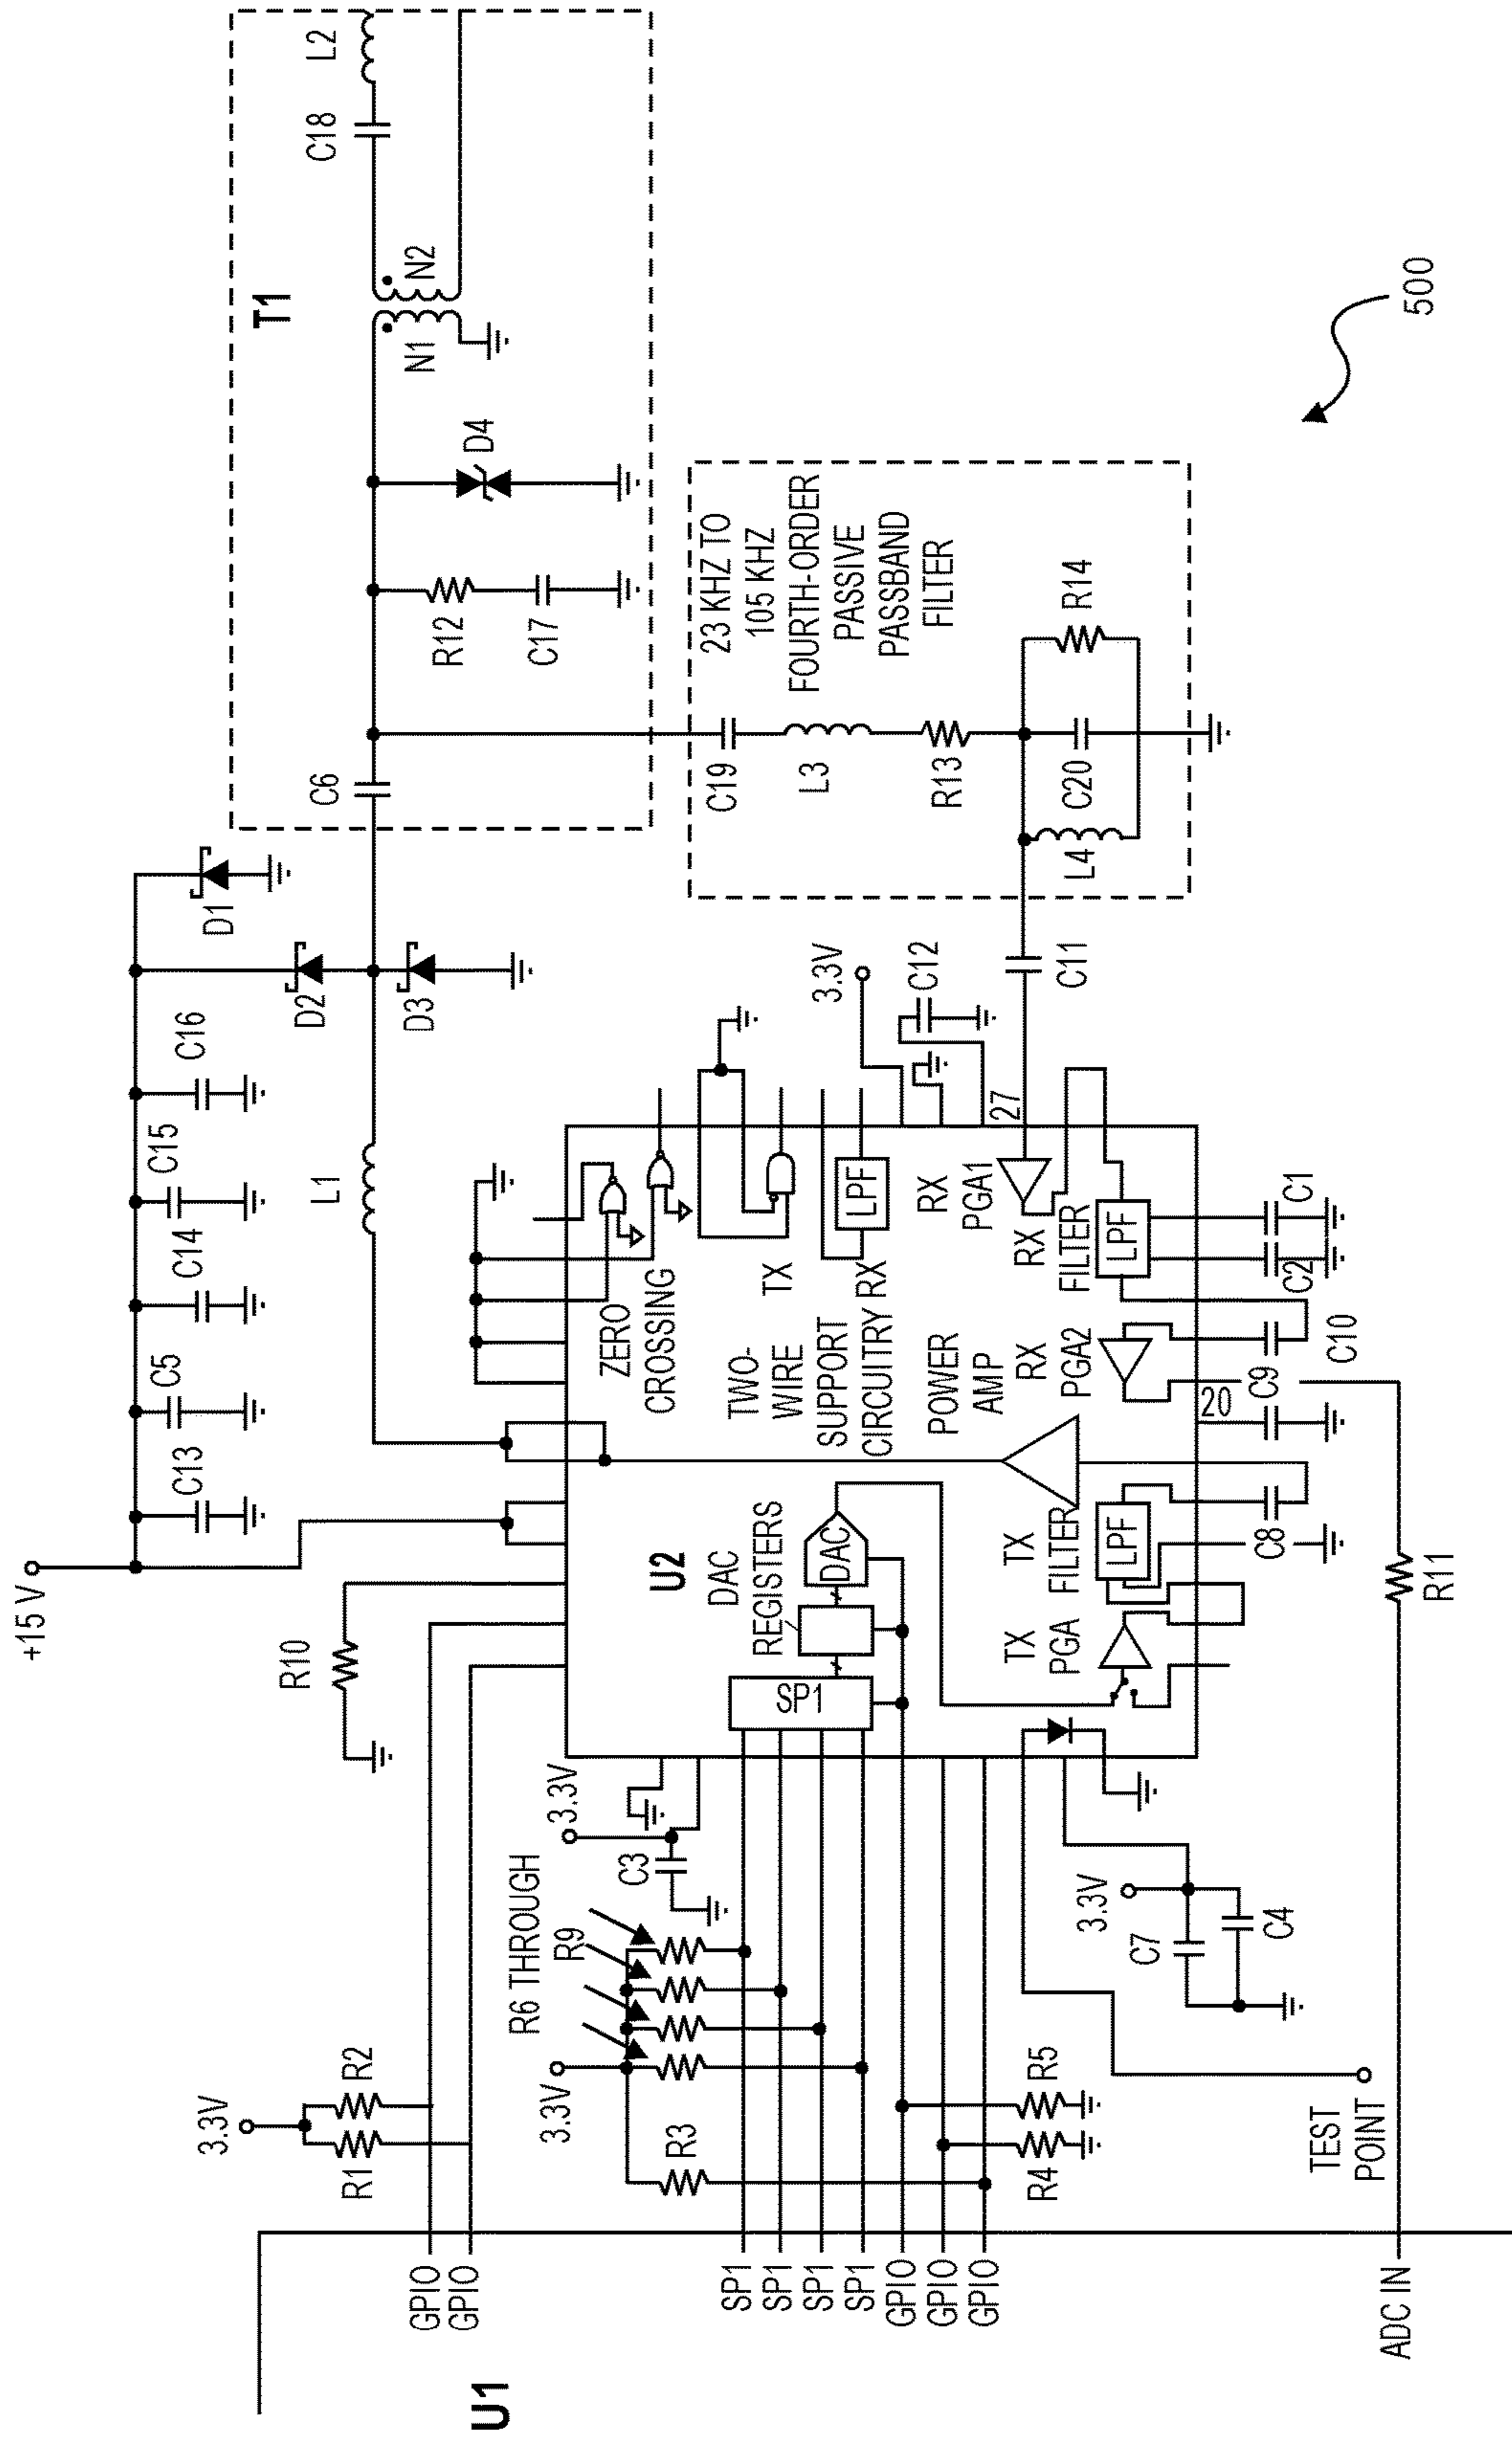 +15 V
C13
C5
C14
C15
C16
D1
D2
D3
L1
R10
T1
C6
R12
C17
D4
N1
N2
C18
L2
3.3V
R1
R2
GPIO
GPIO
U1
3.3V
R6 THROUGH
R9
R3
3.3V
C3
SP1
SP1
SP1
SP1
GPIO
GPIO
GPIO
R4
R5
U2
SP1
DAC
REGISTERS
DAC
ZERO
CROSSING
TWO-
WIRE
SUPPORT
CIRCUITRY
TX
RX
LPF
POWER
AMP
3.3V
C12
RX
PGA1
27
C11
RX
FILTER
LPF
RX
PGA2
TX
FILTER
LPF
TX
PGA
20
C1
C2
C10
C9
C8
23 KHZ TO
105 KHZ
FOURTH-ORDER
PASSIVE
PASSBAND
FILTER
C19
L3
R13
C20
L4
R14
3.3V
C7
C4
TEST
POINT
R11
ADC IN
500